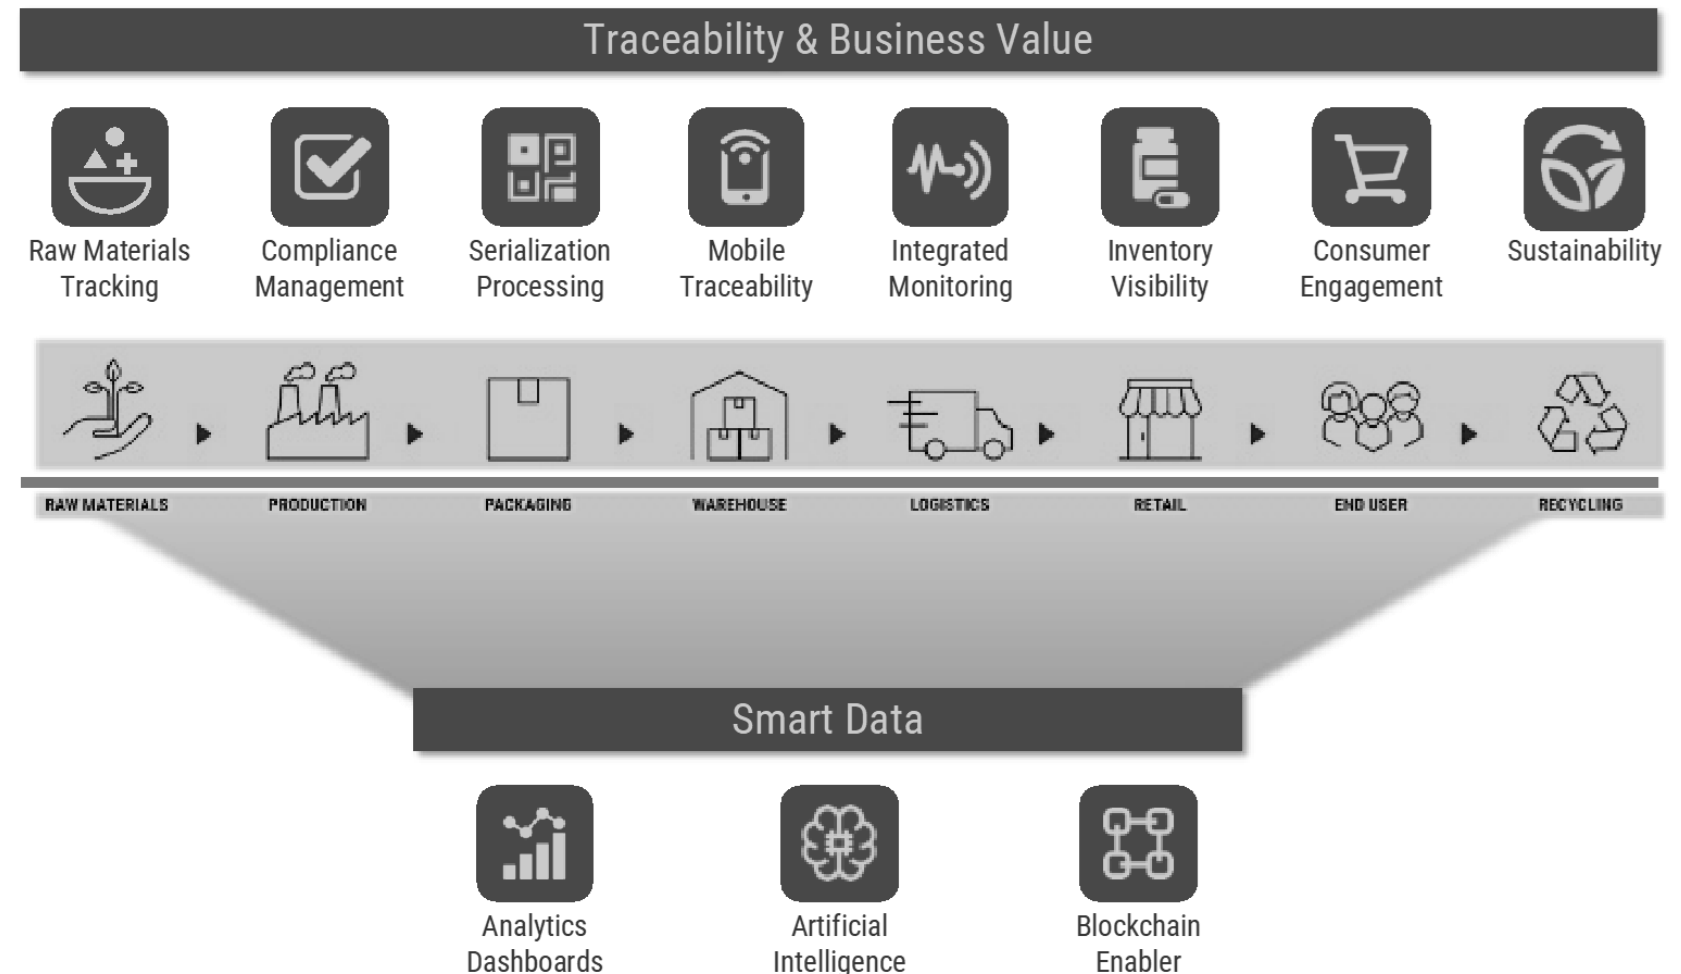 Traceability & Business Value
Raw Materials
Tracking
Compliance
Management
Serialization
Processing
Mobile
Traceability
Integrated
Monitoring
Inventory
Visibility
Consumer
Engagement
Sustainability
RAW MATERIALS
PRODUCTION
PACKAGING
WAREHOUSE
LOGISTICS
RETAIL
END USER
RECYCLING
Smart Data
Analytics
Dashboards
Artificial
Intelligence
Blockchain
Enabler